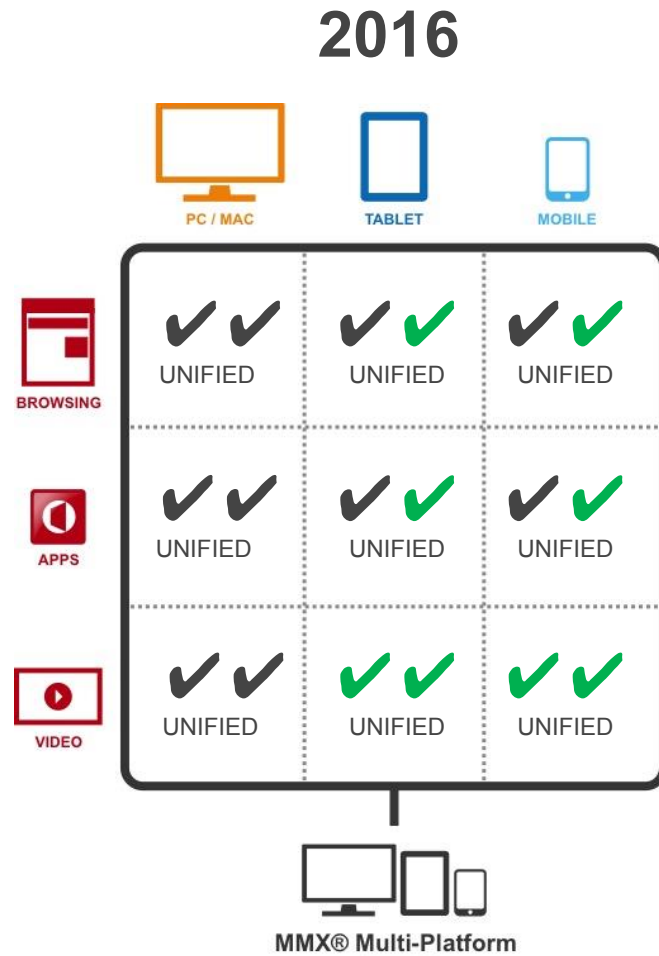 2016
PC / MAC
TABLET
MOBILE
BROWSING
UNIFIED
UNIFIED
UNIFIED
APPS
UNIFIED
UNIFIED
UNIFIED
VIDEO
UNIFIED
UNIFIED
UNIFIED
MMX® Multi-Platform